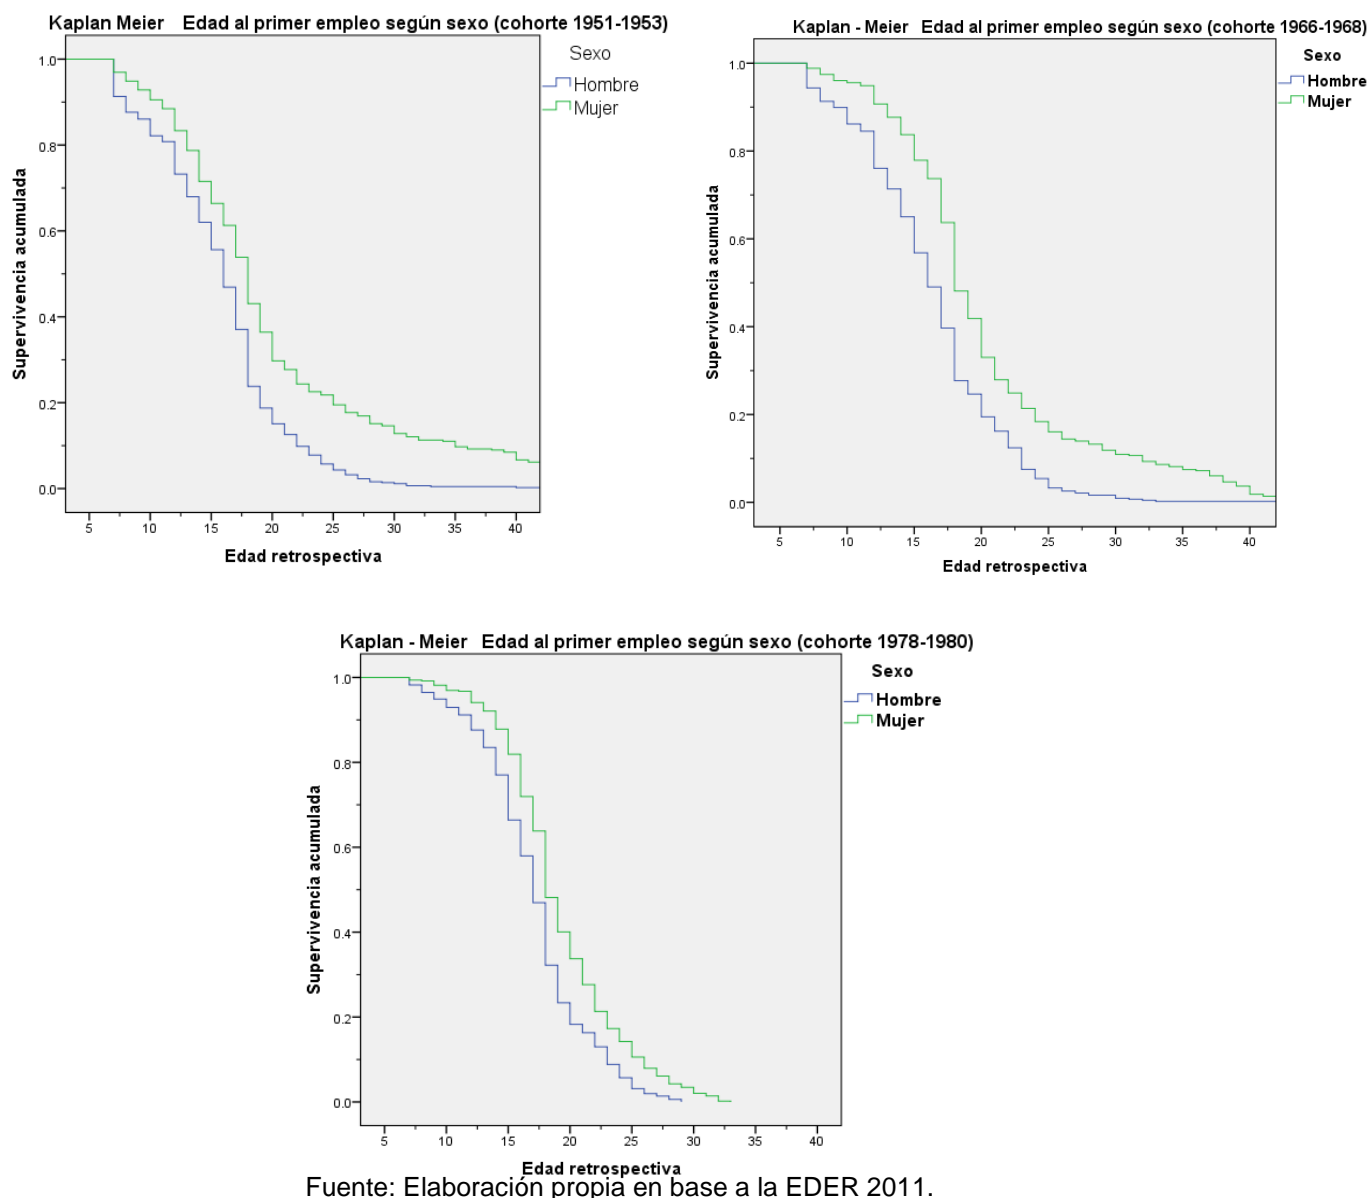 Kaplan Meier Edad al primer empleo según sexo (cohorte 1951-1953)
Sexo
Hombre
Mujer
1.0
0.8
0.6
0.4
0.2
0.0
Supervivencia acumulada
5 10 15 20 25 30 35 40
Edad retrospectiva
Kaplan - Meier Edad al primer empleo según sexo (cohorte 1966-1968)
Sexo
Hombre
Mujer
1.0
0.8
0.6
0.4
0.2
0.0
Supervivencia acumulada
5 10 15 20 25 30 35 40
Edad retrospectiva
Kaplan - Meier Edad al primer empleo según sexo (cohorte 1978-1980)
Sexo
Hombre
Mujer
1.0
0.8
0.6
0.4
0.2
0.0
Supervivencia acumulada
5 10 15 20 25 30 35 40
Edad retrospectiva
Fuente: Elaboración propia en base a la EDER 2011.